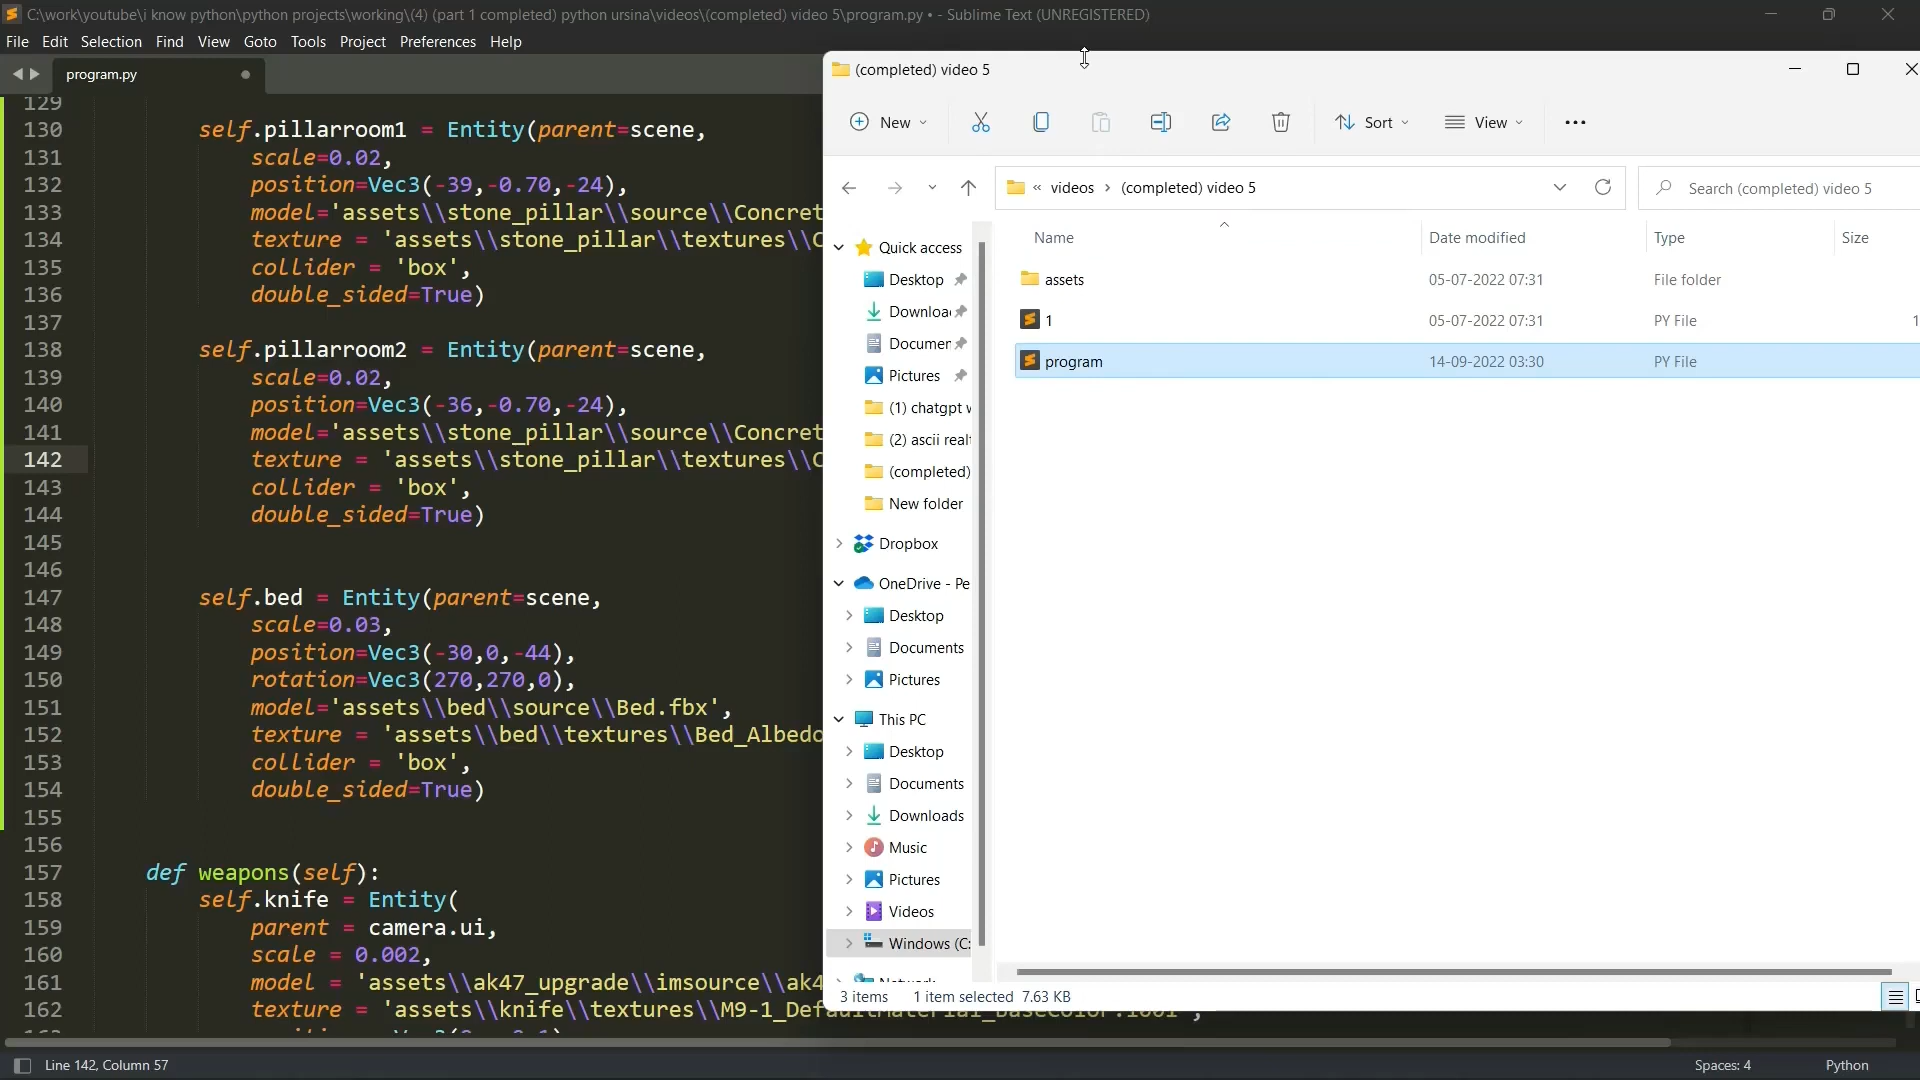 C:\work\youtube\i know python\python projects\working\(4) (part 1 completed) python ursina\videos\(completed) video 5\program.py • - Sublime Text (UNREGISTERED)
File Edit Selection Find View Goto Tools Project Preferences Help
program.py
129
130 self.pillarroom1 = Entity(parent=scene,
131 scale=0.02,
132 position=Vec3(-39,-0.70,-24),
133 model='assets\\stone_pillar\\source\\Concret
134 texture = 'assets\\stone_pillar\\textures\\C
135 collider = 'box',
136 double_sided=True)
137
138 self.pillarroom2 = Entity(parent=scene,
139 scale=0.02,
140 position=Vec3(-36,-0.70,-24),
141 model='assets\\stone_pillar\\source\\Concret
142 texture = 'assets\\stone_pillar\\textures\\C
143 collider = 'box',
144 double_sided=True)
145
146
147 self.bed = Entity(parent=scene,
148 scale=0.03,
149 position=Vec3(-30,0,-44),
150 rotation=Vec3(270,270,0),
151 model='assets\\bed\\source\\Bed.fbx',
152 texture = 'assets\\bed\\textures\\Bed_Albedo
153 collider = 'box',
154 double_sided=True)
155
156
157 def weapons(self):
158 self.knife = Entity(
159 parent = camera.ui,
160 scale = 0.002,
161 model = 'assets\\ak47_upgrade\\imsource\\ak4
162 texture = 'assets\\knife\\textures\\M9-1_Def
Line 142, Column 57
Spaces: 4 Python
(completed) video 5
New Sort View
« videos › (completed) video 5
Search (completed) video 5
Name Date modified Type Size
assets 05-07-2022 07:31 File folder
1 05-07-2022 07:31 PY File 1
program 14-09-2022 03:30 PY File
Quick access
Desktop
Downloa
Documen
Pictures
(1) chatgpt
(2) ascii real
(completed)
New folder
Dropbox
OneDrive - Pe
Desktop
Documents
Pictures
This PC
Desktop
Documents
Downloads
Music
Pictures
Videos
Windows (C:
3 items 1 item selected 7.63 KB